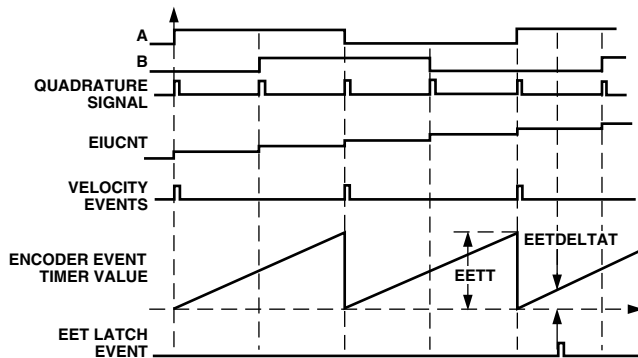 A
B
QUADRATURE
SIGNAL
EIUCNT
VELOCITY
EVENTS
EETDELTAT
ENCODER EVENT
TIMER VALUE
EETT
EET LATCH
EVENT